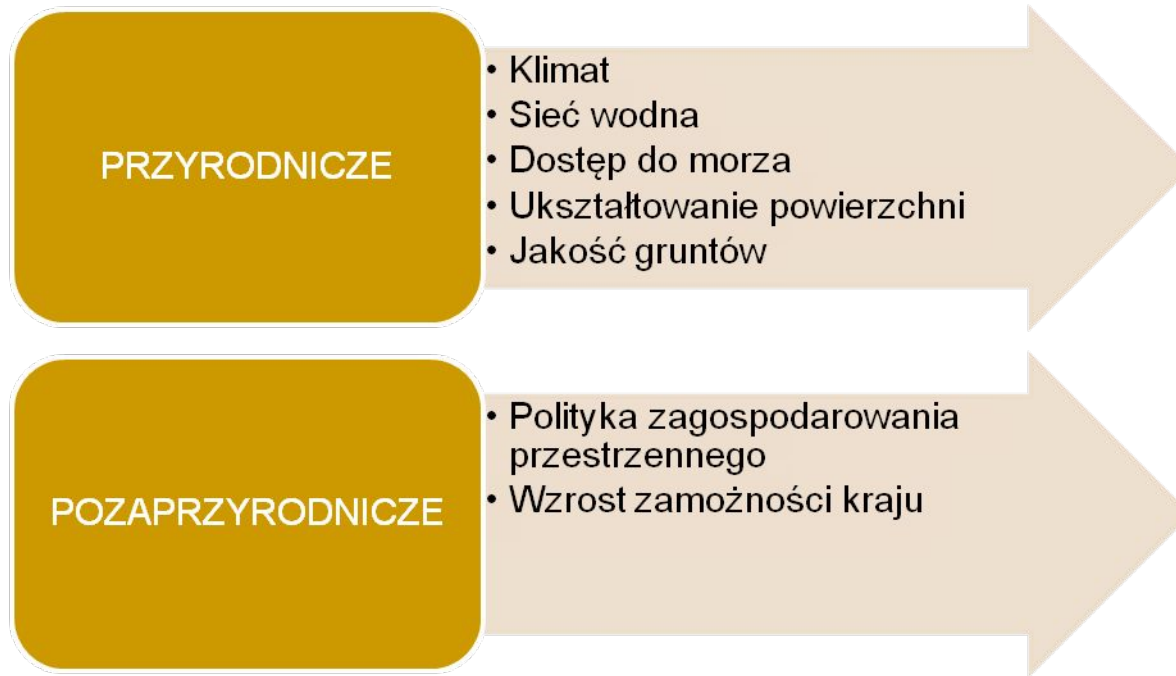 PRZYRODNICZE
• Klimat
• Sieć wodna
• Dostęp do morza
• Ukształtowanie powierzchni
• Jakość gruntów
POZAPRZYRODNICZE
• Polityka zagospodarowania
przestrzennego
• Wzrost zamożności kraju